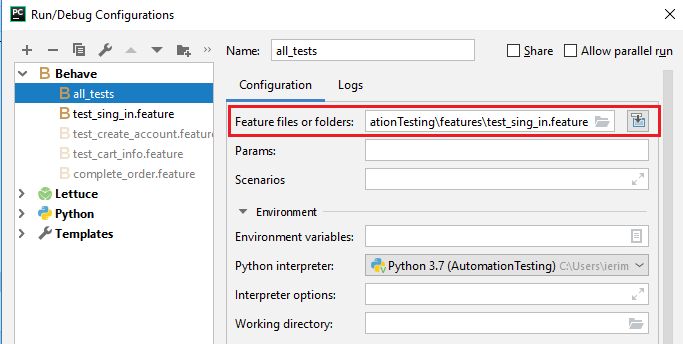 PC Run/Debug Configurations
Name: all_tests
Share
Allow parallel run
Behave
all_tests
test_sing_in.feature
test_create_account.feature
test_cart_info.feature
complete_order.feature
Lettuce
Python
Templates
Configuration Logs
Feature files or folders: ationTesting\features\test_sing_in.feature
Params:
Scenarios
Environment
Environment variables:
Python interpreter: Python 3.7 (AutomationTesting) C:\Users\ierim
Interpreter options:
Working directory: